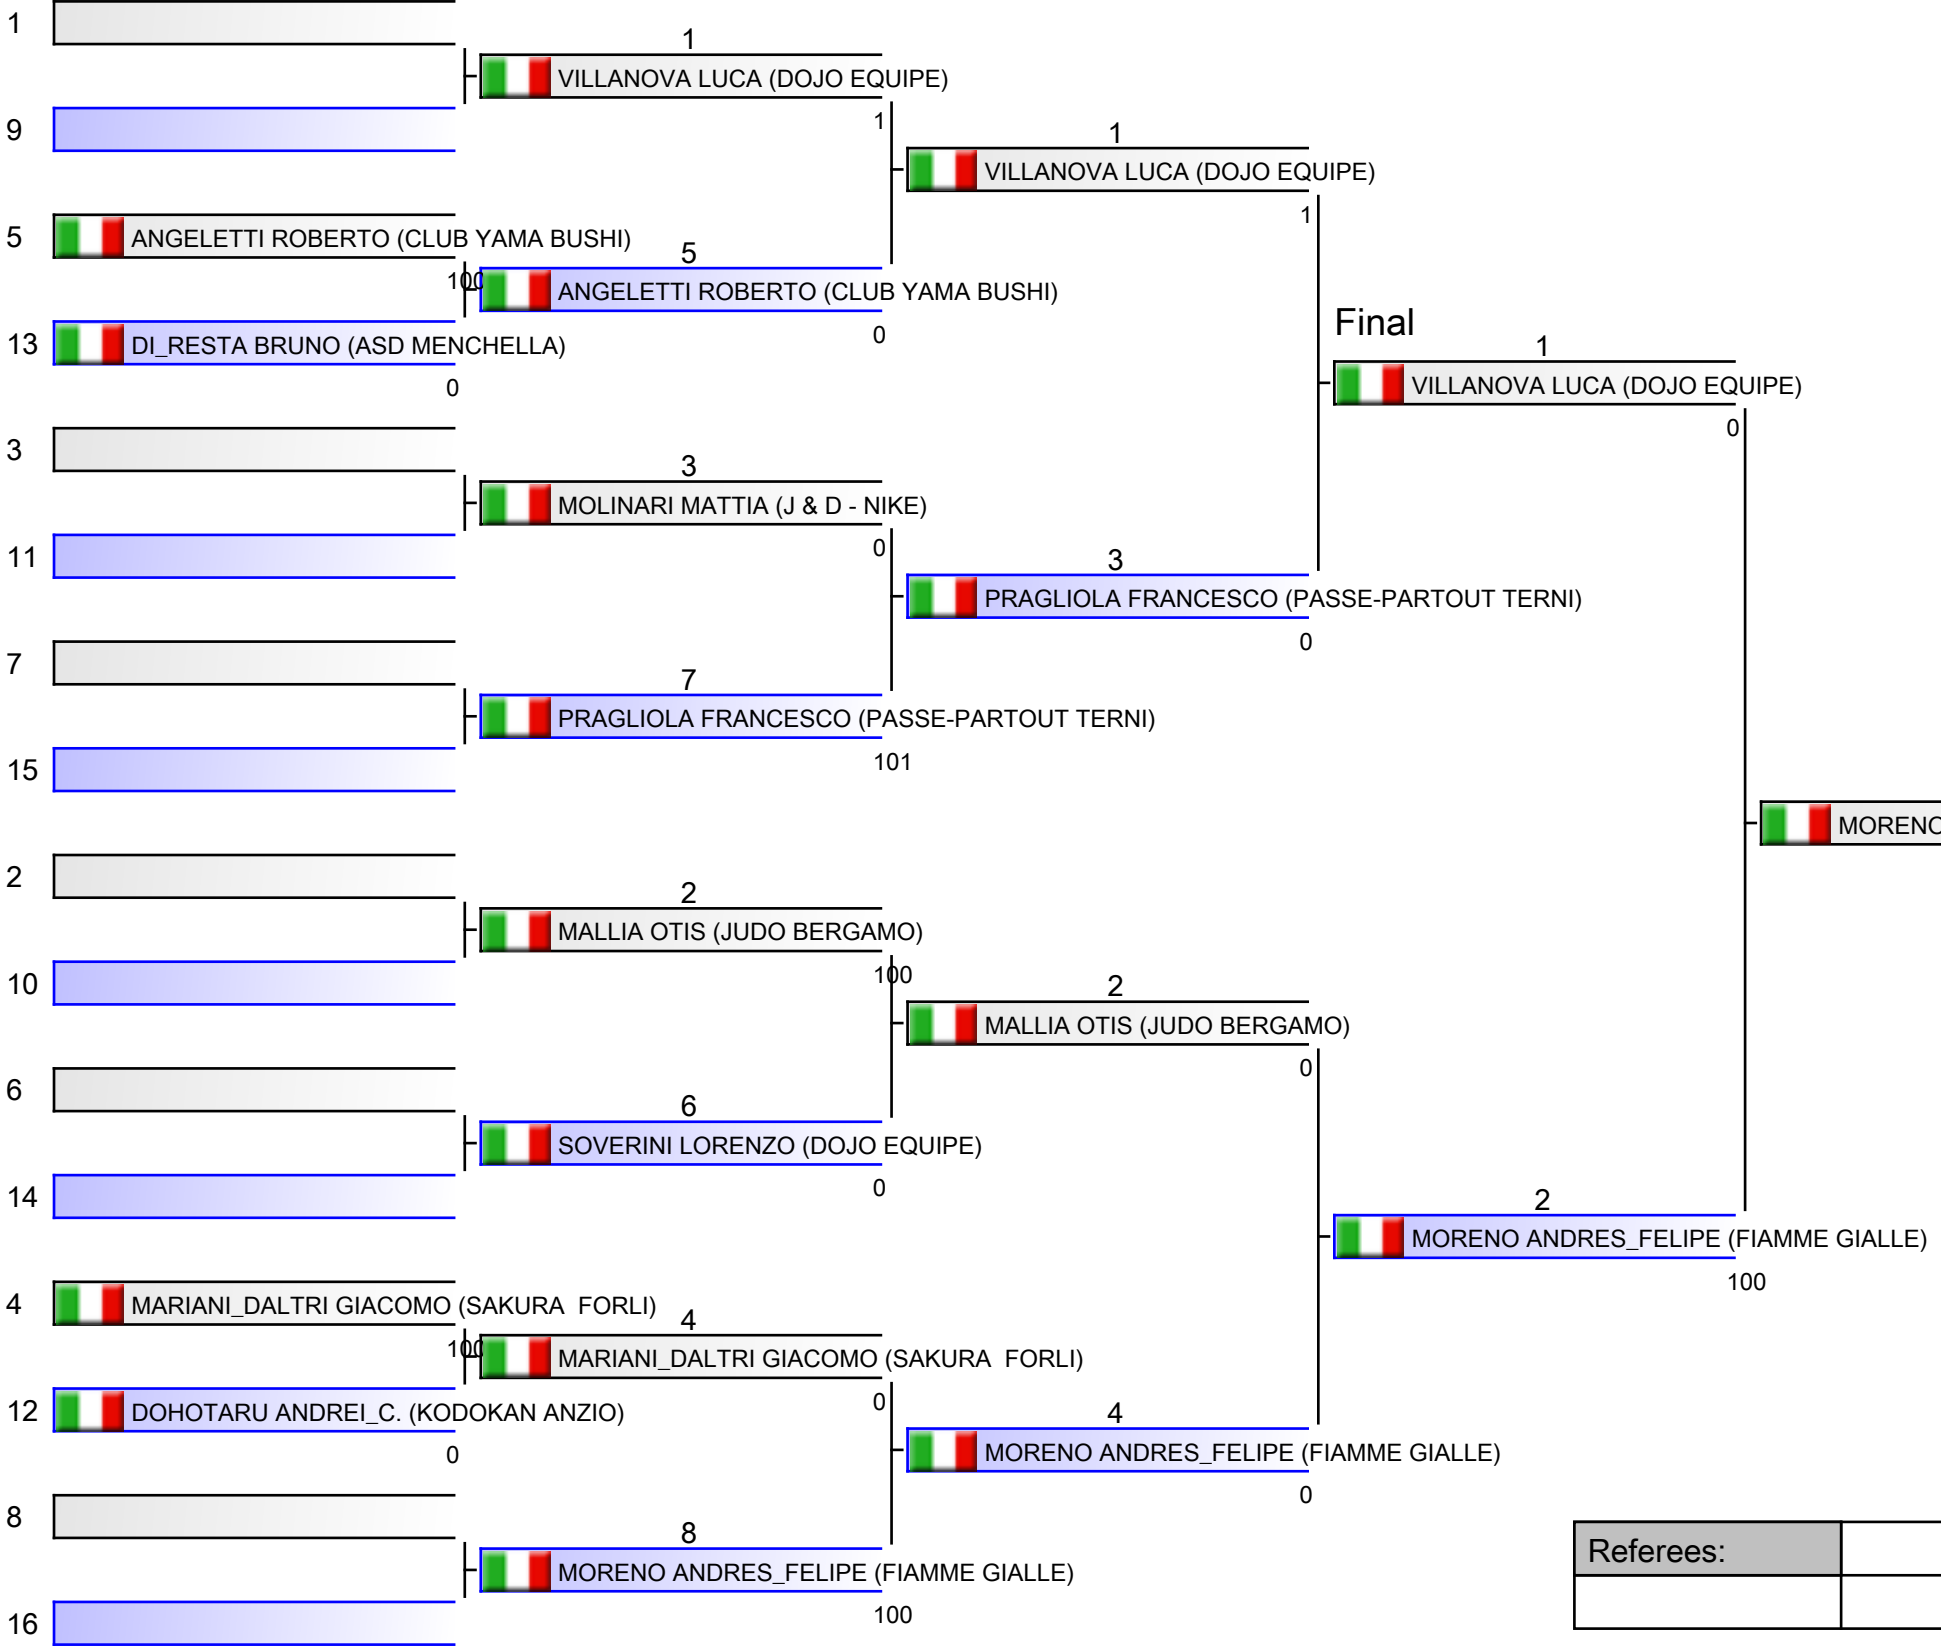 1
1
VILLANOVA LUCA (DOJO EQUIPE)
9
1
1
VILLANOVA LUCA (DOJO EQUIPE)
1
5
ANGELETTI ROBERTO (CLUB YAMA BUSHI)
100
5
ANGELETTI ROBERTO (CLUB YAMA BUSHI)
0
13
DI_RESTA BRUNO (ASD MENCHELLA)
0
Final
1
VILLANOVA LUCA (DOJO EQUIPE)
0
3
3
MOLINARI MATTIA (J & D - NIKE)
0
11
3
PRAGLIOLA FRANCESCO (PASSE-PARTOUT TERNI)
0
7
7
PRAGLIOLA FRANCESCO (PASSE-PARTOUT TERNI)
101
15
MORENO
2
2
MALLIA OTIS (JUDO BERGAMO)
100
10
2
MALLIA OTIS (JUDO BERGAMO)
0
6
6
SOVERINI LORENZO (DOJO EQUIPE)
0
14
2
MORENO ANDRES_FELIPE (FIAMME GIALLE)
100
4
MARIANI_DALTRI GIACOMO (SAKURA  FORLI)
100
4
MARIANI_DALTRI GIACOMO (SAKURA  FORLI)
0
12
DOHOTARU ANDREI_C. (KODOKAN ANZIO)
0
4
MORENO ANDRES_FELIPE (FIAMME GIALLE)
0
8
8
MORENO ANDRES_FELIPE (FIAMME GIALLE)
100
16
Referees: